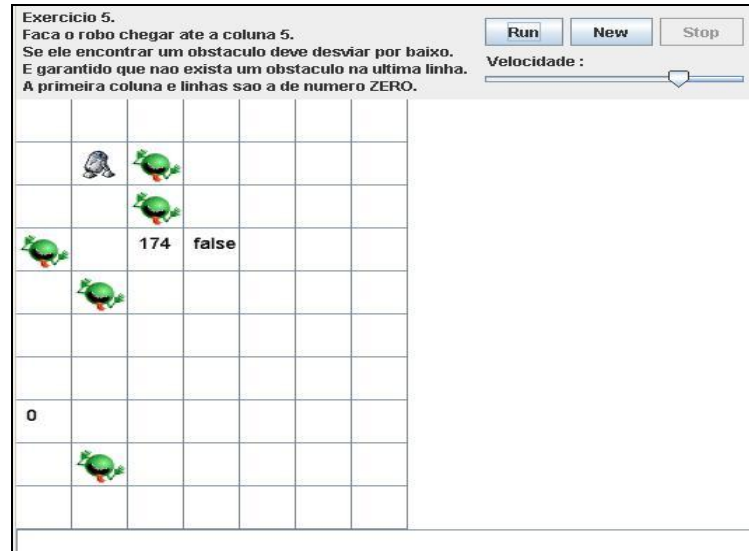 Exercicio 5.
Faca o robo chegar ate a coluna 5.
Se ele encontrar um obstaculo deve desviar por baixo.
E garantido que nao exista um obstaculo na ultima linha.
A primeira coluna e linhas sao a de numero ZERO.
Run New Stop
Velocidade :
174 false
0